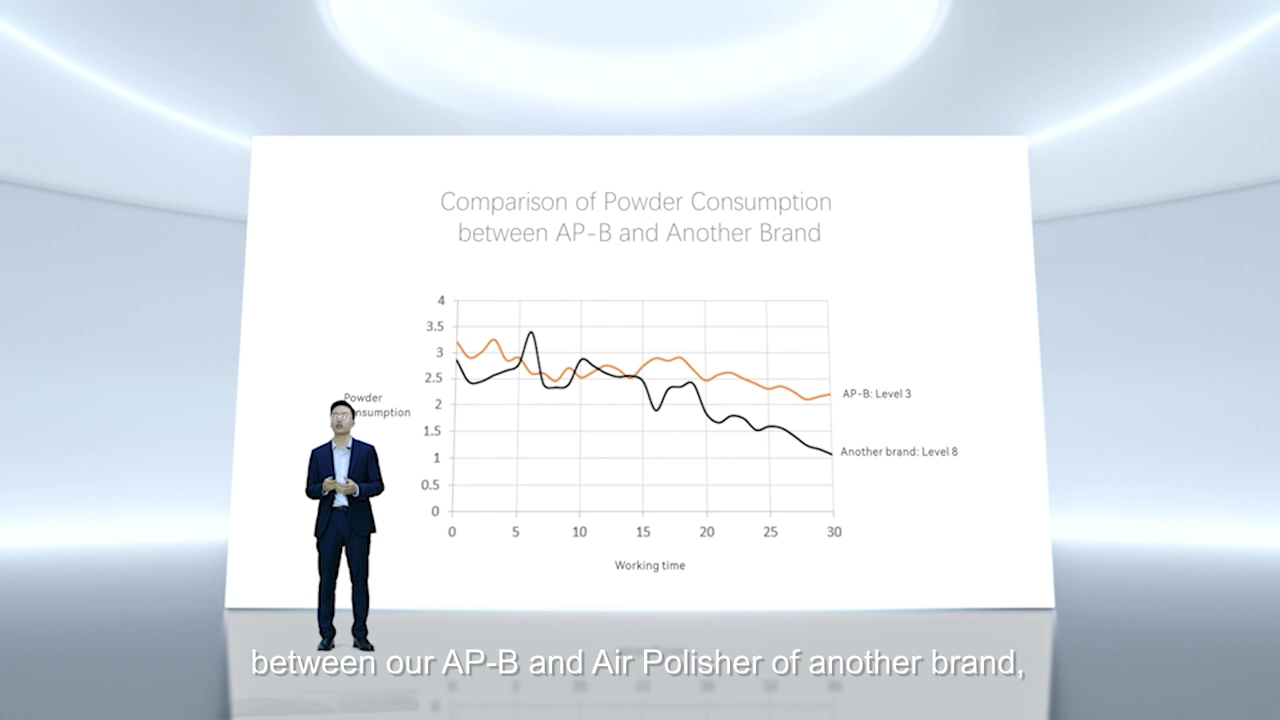 Comparison of Powder Consumption
between AP-B and Another Brand
4
3.5
3
2.5
2
1.5
1
0.5
0
Powder
nsumption
AP-B: Level 3
Another brand: Level 8
0 5 10 15 20 25 30
Working time
between our AP-B and Air Polisher of another brand,